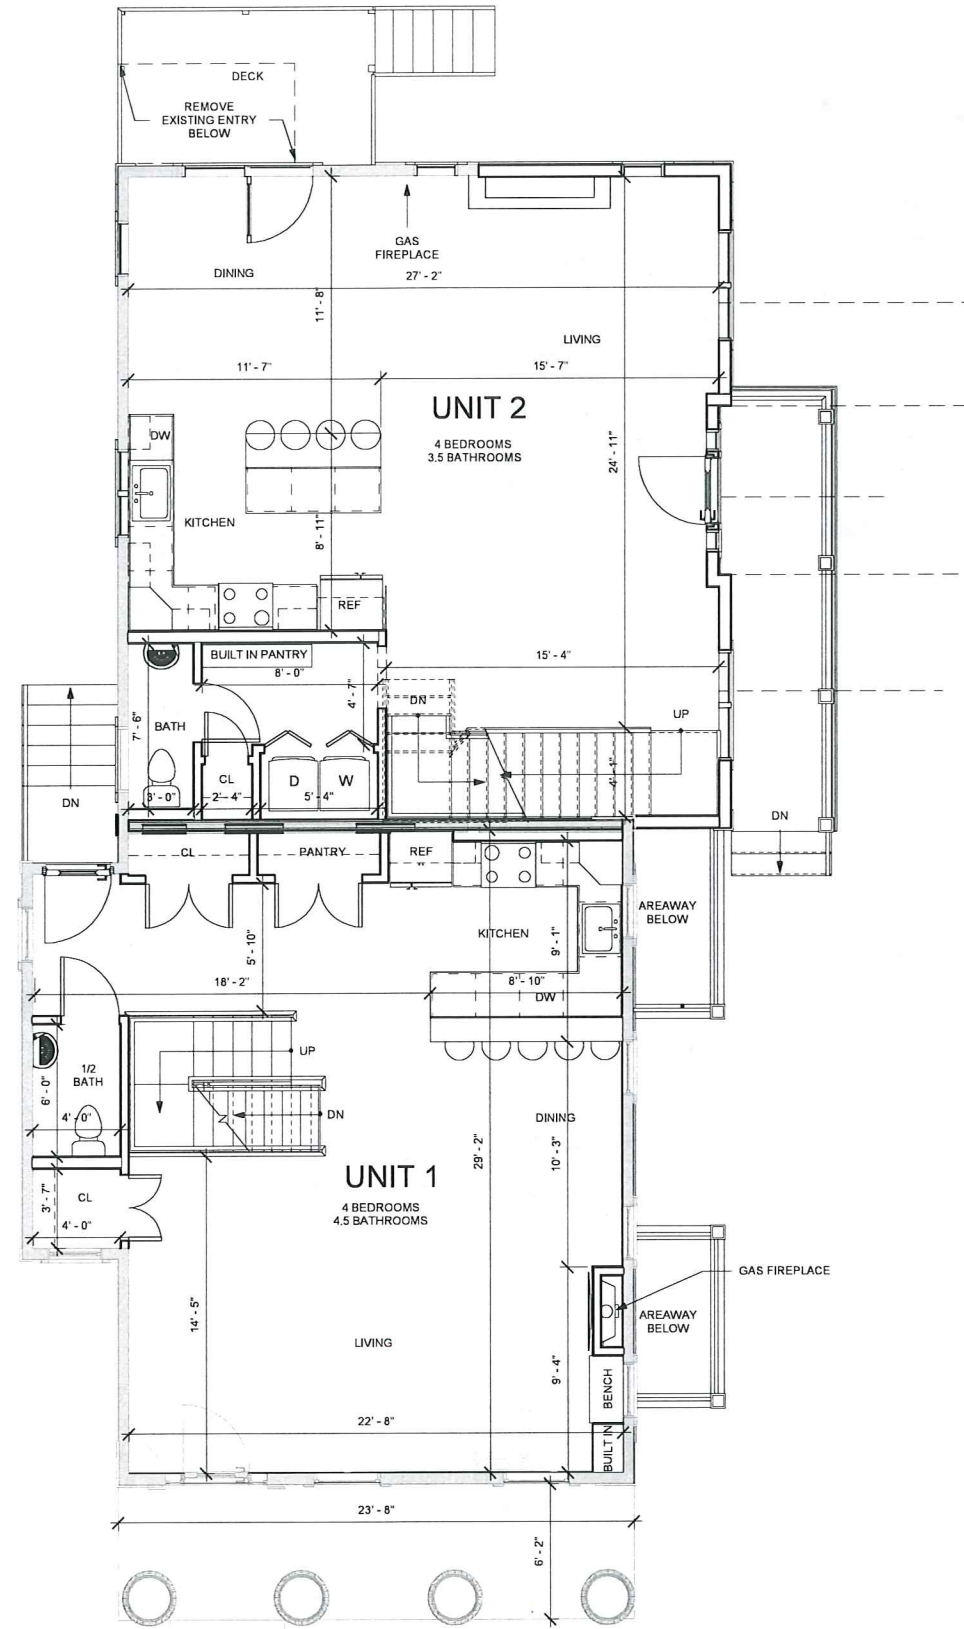 DECK
REMOVE
EXISTING ENTRY
BELOW
GAS
FIREPLACE
DINING
27' - 2"
11' - 8"
LIVING
11' - 7"
15' - 7"
UNIT 2
4 BEDROOMS
3.5 BATHROOMS
DW
24' - 11"
KITCHEN
8' - 11"
REF
BUILT IN PANTRY
8' - 0"
15' - 4"
4' - 7"
DN
UP
7' - 6"
BATH
CL
D
W
4' - 1"
3' - 0"
2' - 4"
5' - 4"
DN
DN
CL
PANTRY
REF
AREAWAY
BELOW
KITCHEN
9' - 1"
5' - 10"
18' - 2"
8' - 10"
DW
UP
1/2
BATH
6' - 0"
4' - 0"
DN
DINING
29' - 2"
10' - 3"
UNIT 1
4 BEDROOMS
4.5 BATHROOMS
CL
3' - 7"
4' - 0"
GAS FIREPLACE
14' - 5"
AREAWAY
BELOW
LIVING
9' - 4"
BENCH
22' - 8"
BUILT IN
23' - 8"
6' - 2"